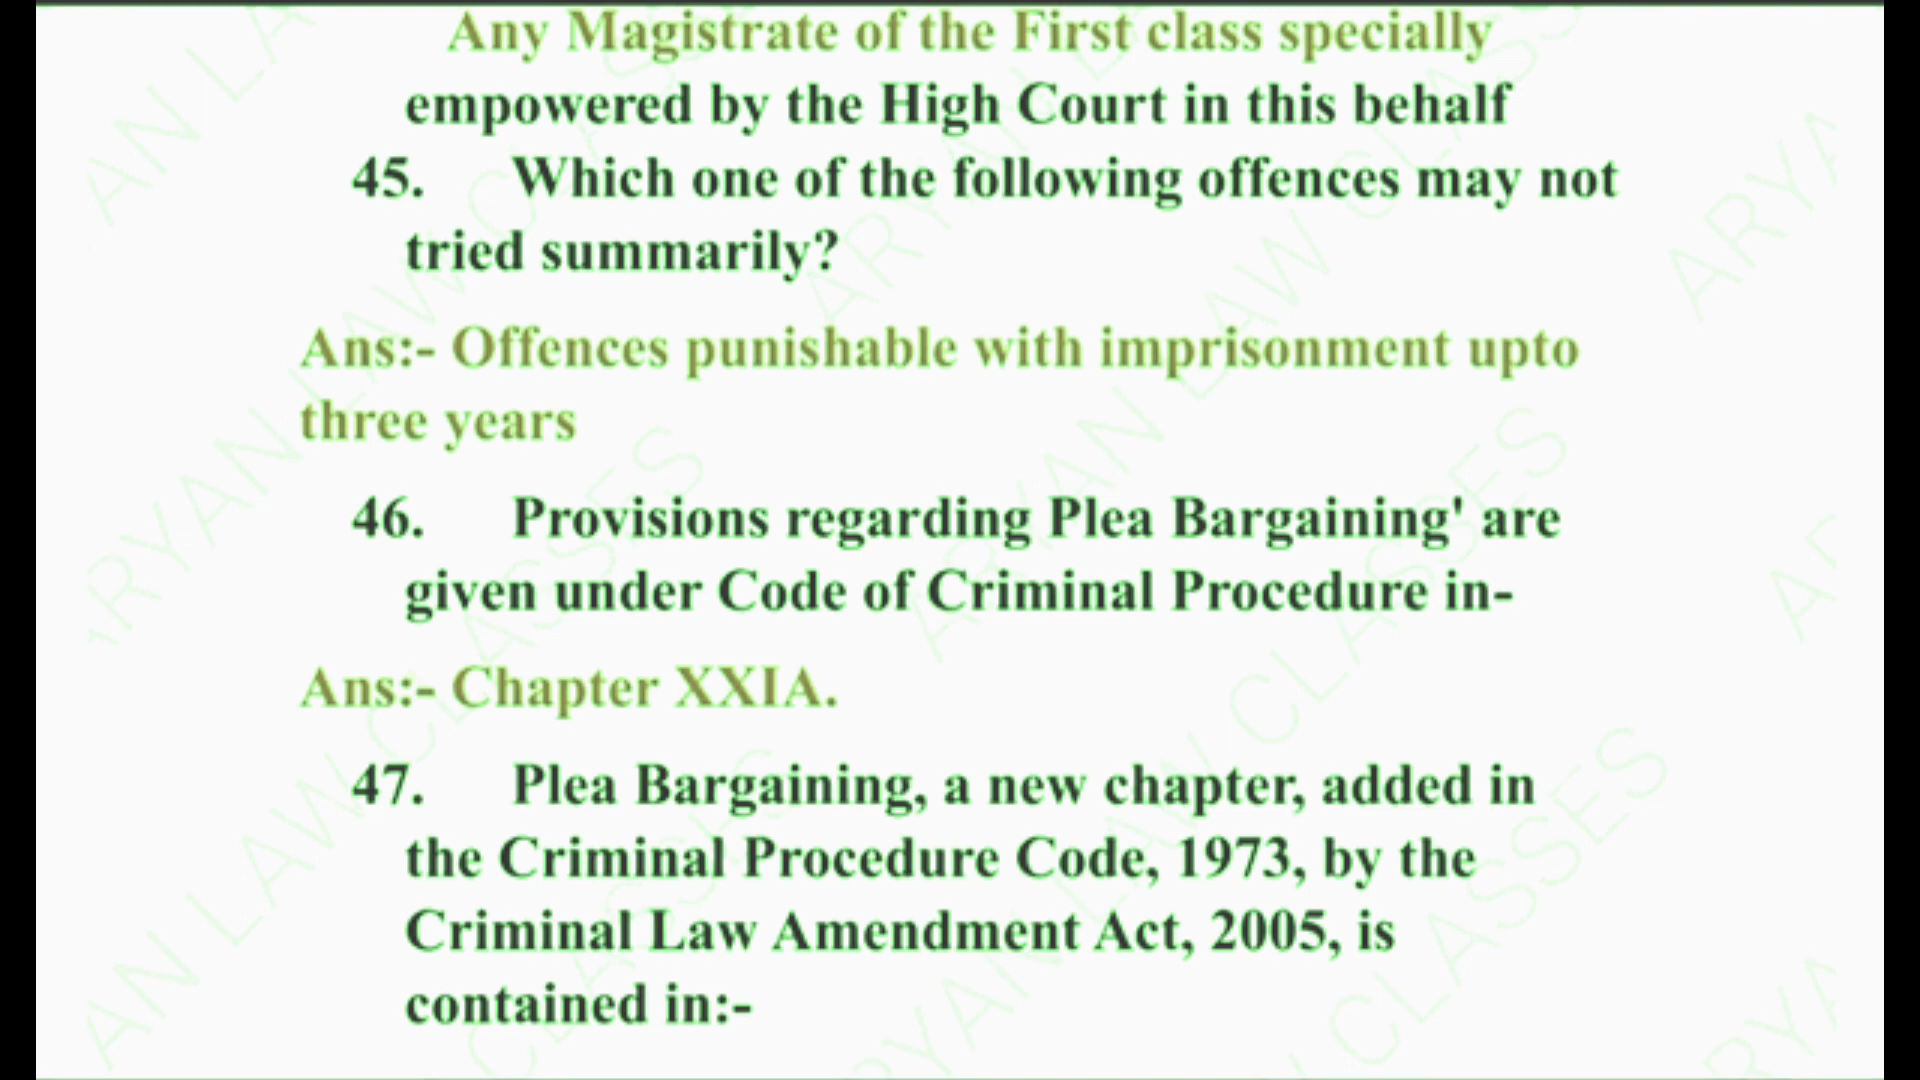 Any Magistrate of the First class specially
empowered by the High Court in this behalf
45. Which one of the following offences may not
tried summarily?
Ans:- Offences punishable with imprisonment upto
three years
46. Provisions regarding Plea Bargaining' are
given under Code of Criminal Procedure in-
Ans:- Chapter XXIA.
47. Plea Bargaining, a new chapter, added in
the Criminal Procedure Code, 1973, by the
Criminal Law Amendment Act, 2005, is
contained in:-
ARYAN LAW CLASSES